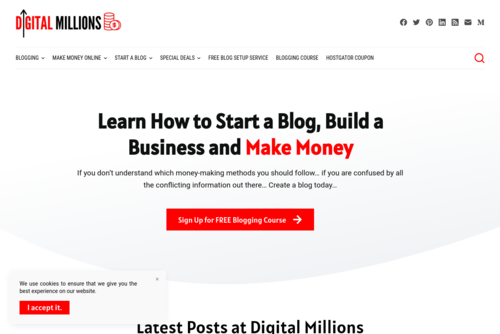 DIGITAL MILLIONS
BLOGGING MAKE MONEY ONLINE START A BLOG SPECIAL DEALS FREE BLOG SETUP SERVICE BLOGGING COURSE HOSTGATOR COUPON
Learn How to Start a Blog, Build a
Business and Make Money
If you don't understand which money-making methods you should follow... if you are confused by all
the conflicting information out there... Create a blog today...
Sign Up for FREE Blogging Course
We use cookies to ensure that we give you the
best experience on our website.
I accept it.
Latest Posts at Digital Millions